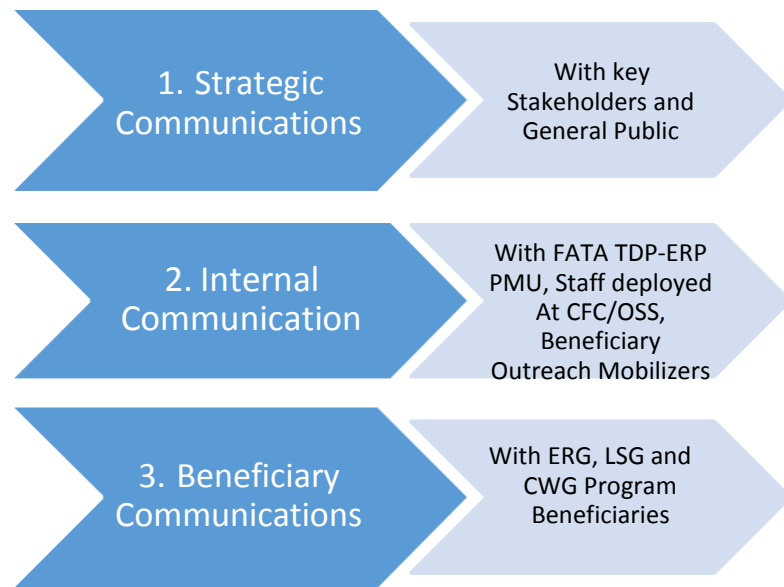 1. Strategic
Communications
With key
Stakeholders and
General Public
2. Internal
Communication
With FATA TDP-ERP
PMU, Staff deployed
At CFC/OSS,
Beneficiary
Outreach Mobilizers
3. Beneficiary
Communications
With ERG, LSG and
CWG Program
Beneficiaries